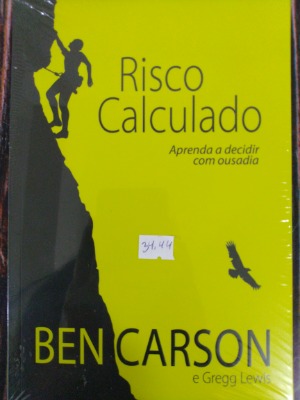 Risco
Calculado
Aprenda a decidir
com ousadia
31,44
BEN CARSON
e Gregg Lewis